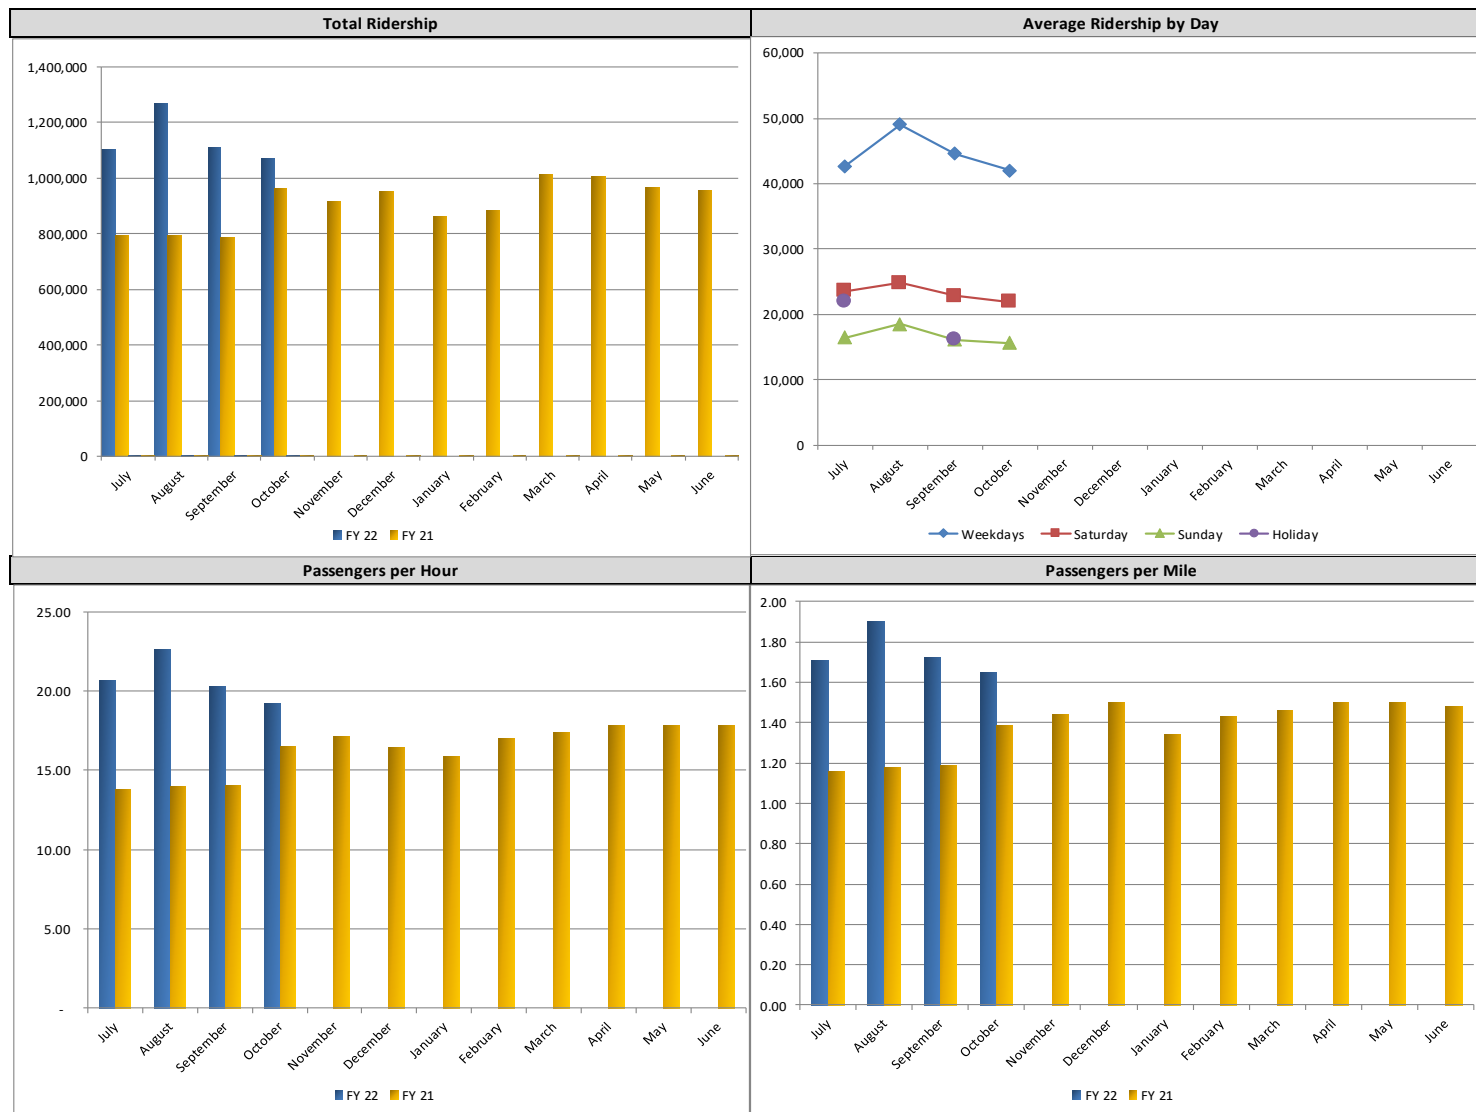 Total Ridership
1,400,000
1,200,000
1,000,000
800,000
600,000
400,000
200,000
0
July August September October November December January February March April May June
FY 22 FY 21
Average Ridership by Day
60,000
50,000
40,000
30,000
20,000
10,000
0
July August September October November December January February March April May June
Weekdays Saturday Sunday Holiday
Passengers per Hour
25.00
20.00
15.00
10.00
5.00
-
July August September October November December January February March April May June
FY 22 FY 21
Passengers per Mile
2.00
1.80
1.60
1.40
1.20
1.00
0.80
0.60
0.40
0.20
0.00
July August September October November December January February March April May June
FY 22 FY 21